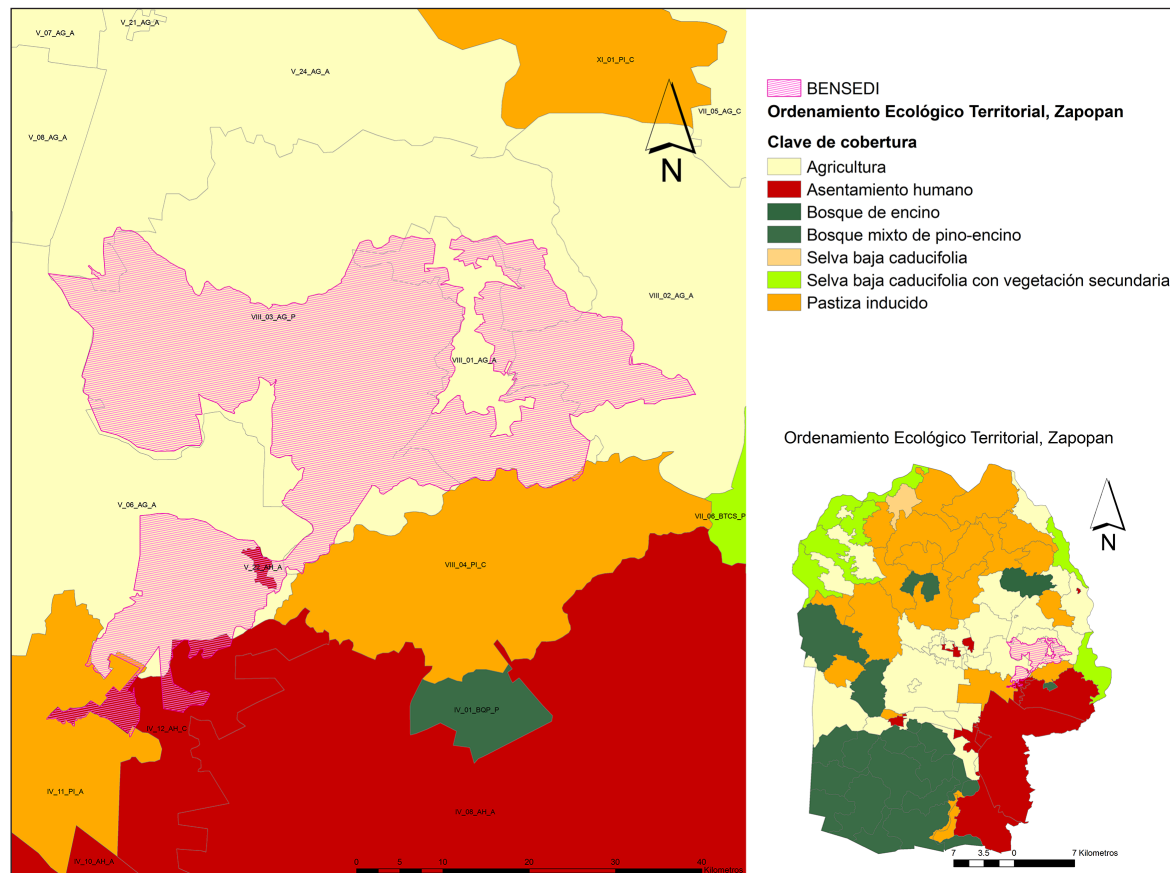 V_07_AG_A
V_21_AG_A
V_24_AG_A
XI_01_PI_C
VII_05_AG_C
V_08_AG_A
N
VIII_02_AG_A
VIII_03_AG_P
VIII_01_AG_A
V_06_AG_A
VII_06_BTCS_P
V_22_AH_A
VIII_04_PI_C
IV_01_BQP_P
IV_12_AH_C
IV_11_PI_A
IV_10_AH_A
0 5 10 20 30 40
Kilometros
BENSEDI
Ordenamiento Ecológico Territorial, Zapopan
Clave de cobertura
Agricultura
Asentamiento humano
Bosque de encino
Bosque mixto de pino-encino
Selva baja caducifolia
Selva baja caducifolia con vegetación secundaria
Pastiza inducido
Ordenamiento Ecológico Territorial, Zapopan
N
7 3.5 0 7 Kilometros